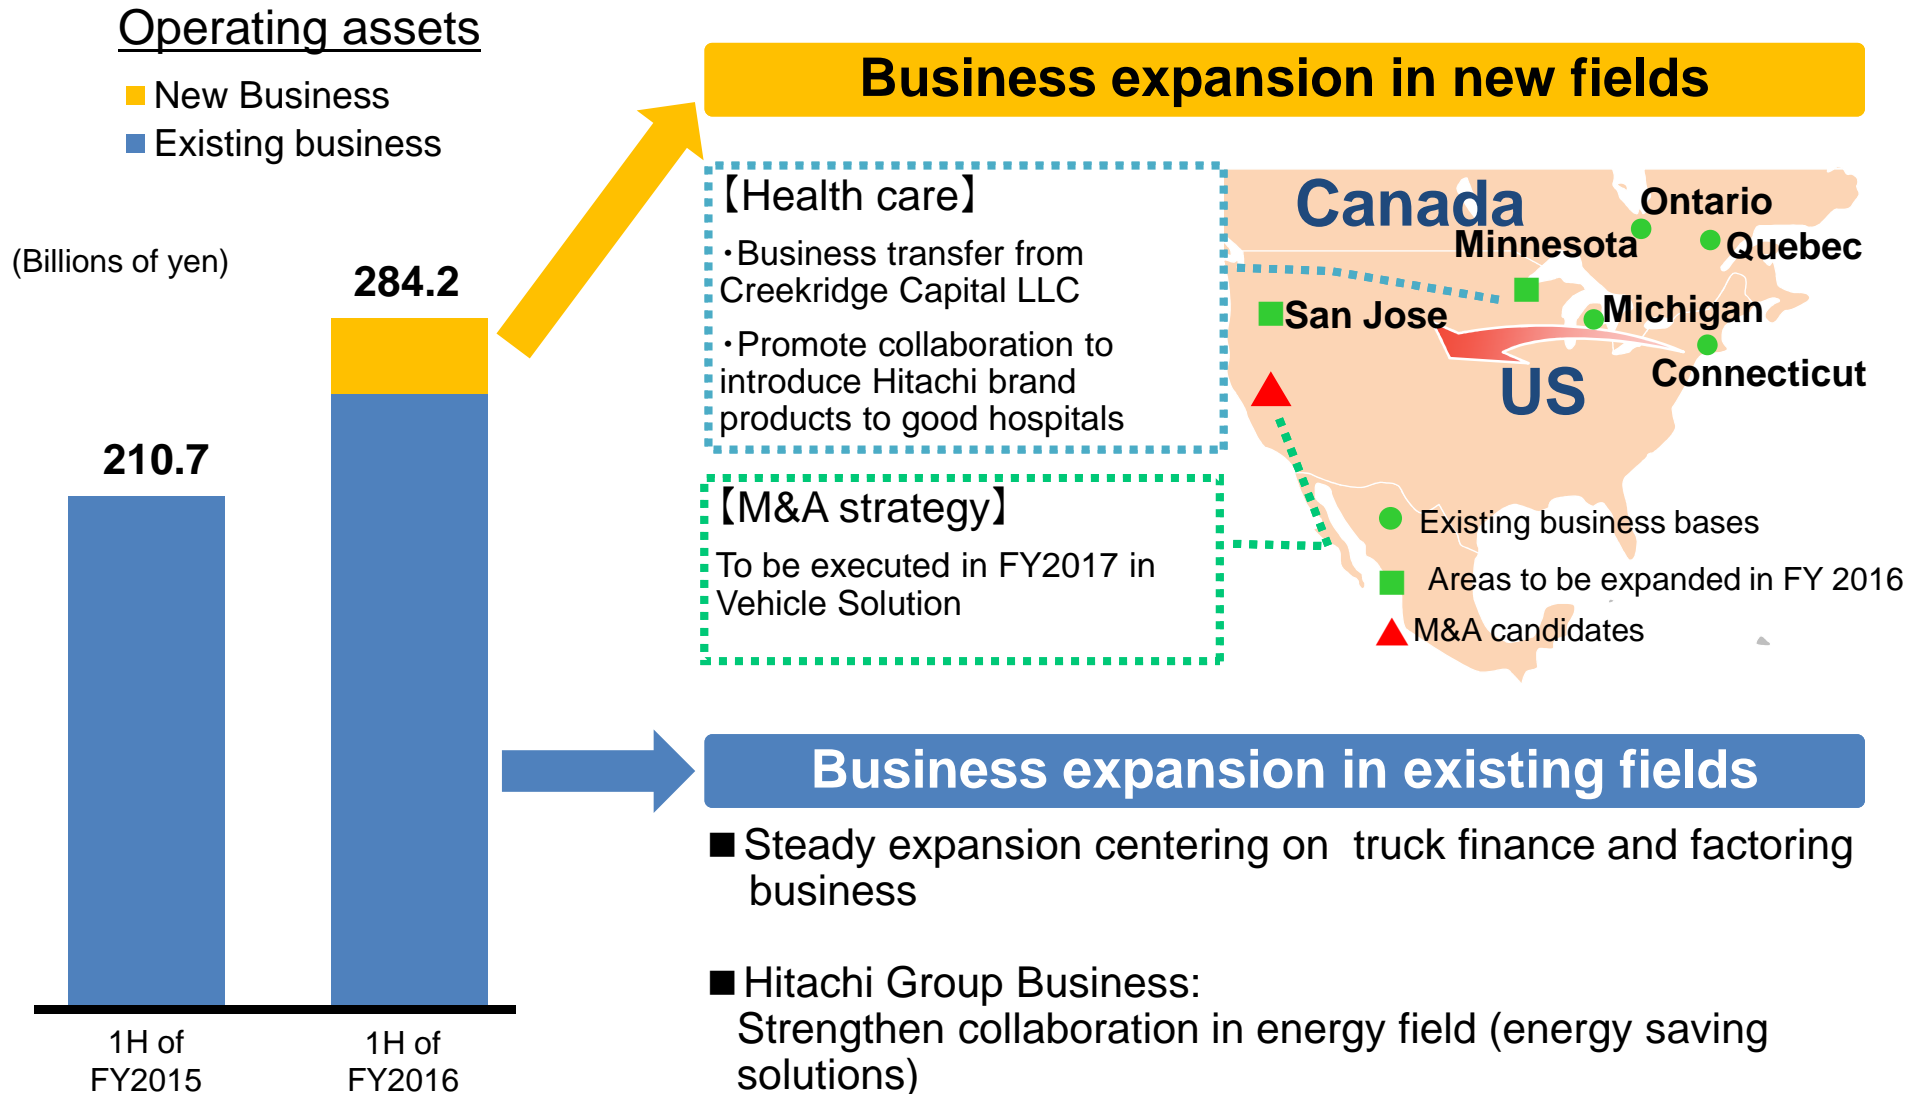 Operating assets
New Business
Existing business
(Billions of yen)
284.2
210.7
1H of
FY2015
1H of
FY2016
Business expansion in new fields
【Health care】
・Business transfer from
Creekridge Capital LLC
・Promote collaboration to
introduce Hitachi brand
products to good hospitals
【M&A strategy】
To be executed in FY2017 in
Vehicle Solution
Canada
Ontario
Minnesota
Quebec
San Jose
Michigan
Connecticut
US
Existing business bases
Areas to be expanded in FY 2016
M&A candidates
Business expansion in existing fields
■ Steady expansion centering on truck finance and factoring
business
■ Hitachi Group Business:
Strengthen collaboration in energy field (energy saving
solutions)